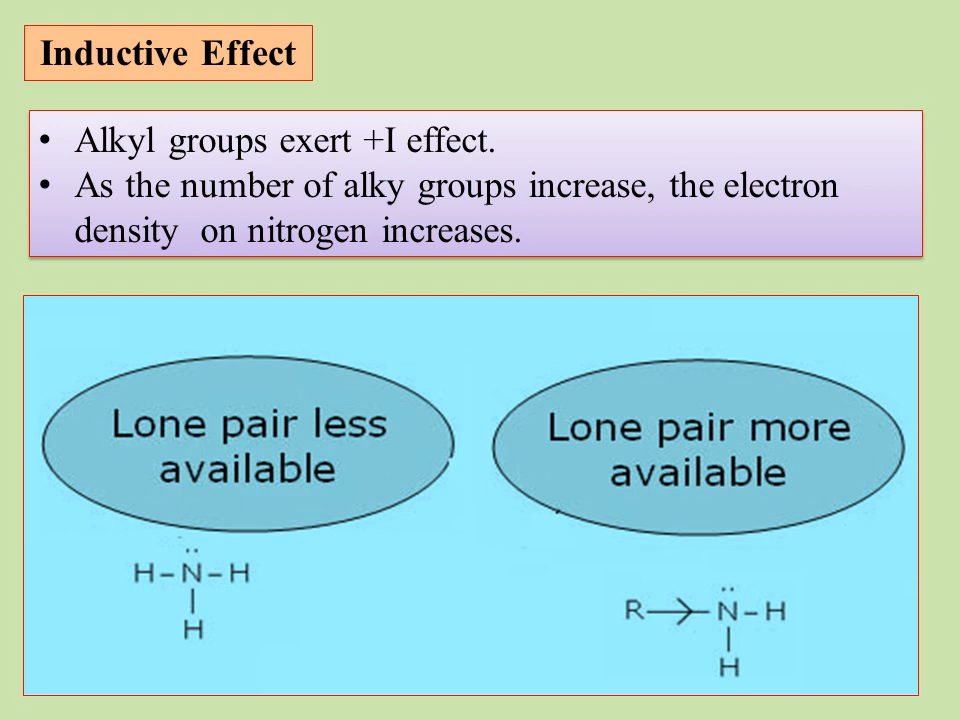 Inductive Effect
• Alkyl groups exert +I effect.
• As the number of alky groups increase, the electron
density on nitrogen increases.
Lone pair less
available
Lone pair more
available
..
H–N–H
|
H
..
R→N–H
|
H